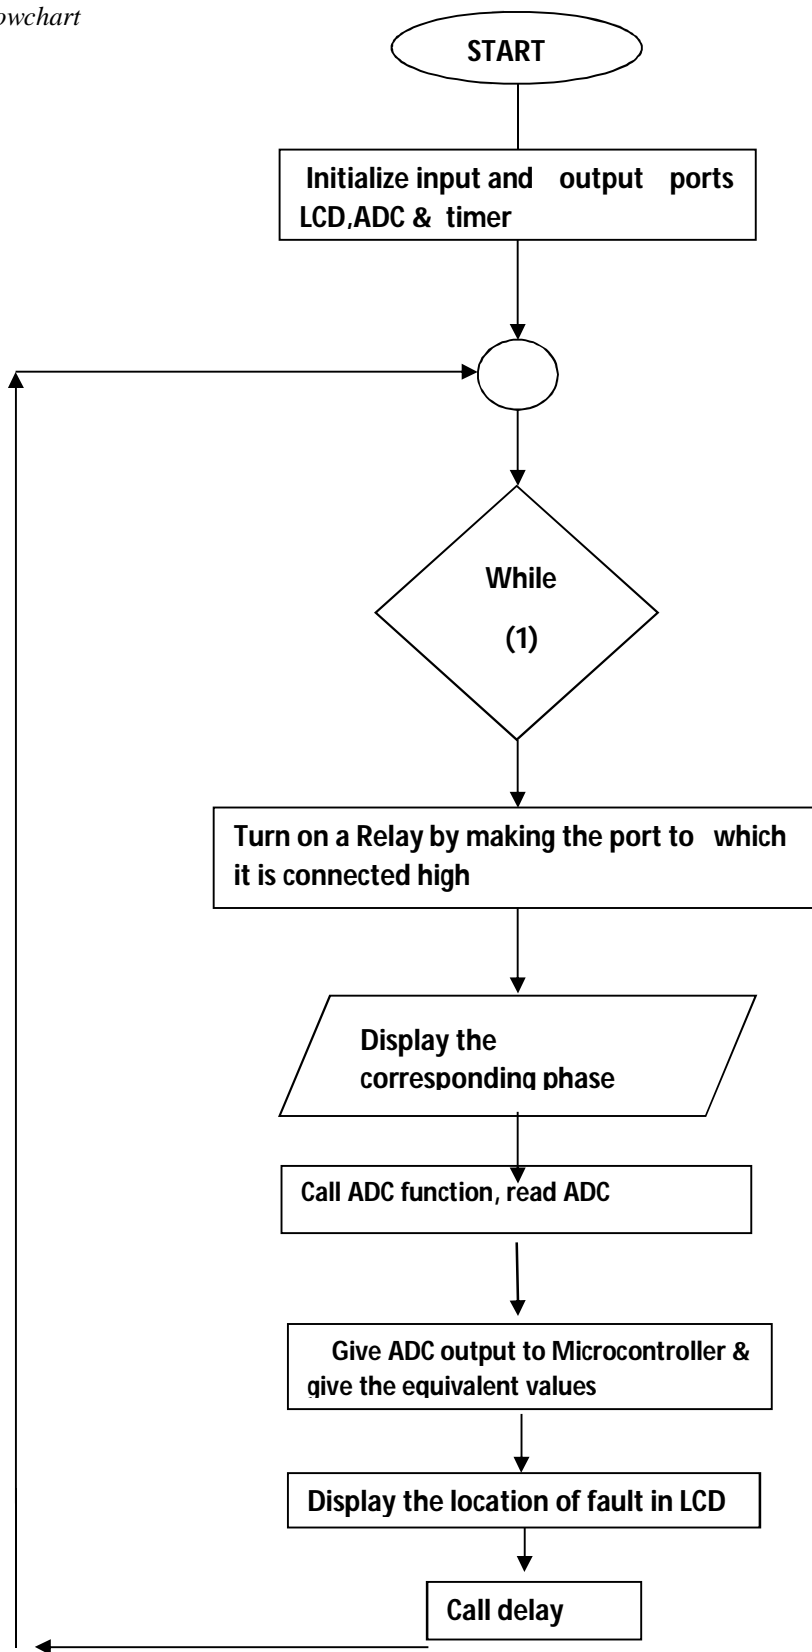 owchart
START
Initialize input and output ports
LCD,ADC & timer
While
(1)
Turn on a Relay by making the port to which
it is connected high
Display the
corresponding phase
Call ADC function, read ADC
Give ADC output to Microcontroller &
give the equivalent values
Display the location of fault in LCD
Call delay